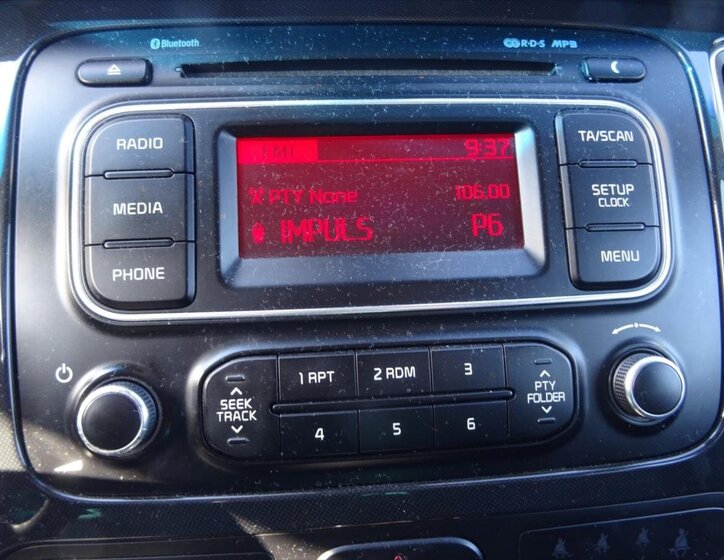 Bluetooth
R·D·S MP3
RADIO
MEDIA
PHONE
FM1 9:37
PTY None 106.00
IMPULS P6
TA/SCAN
SETUP
CLOCK
MENU
SEEK
TRACK
1 RPT
2 RDM
3
4
5
6
PTY
FOLDER